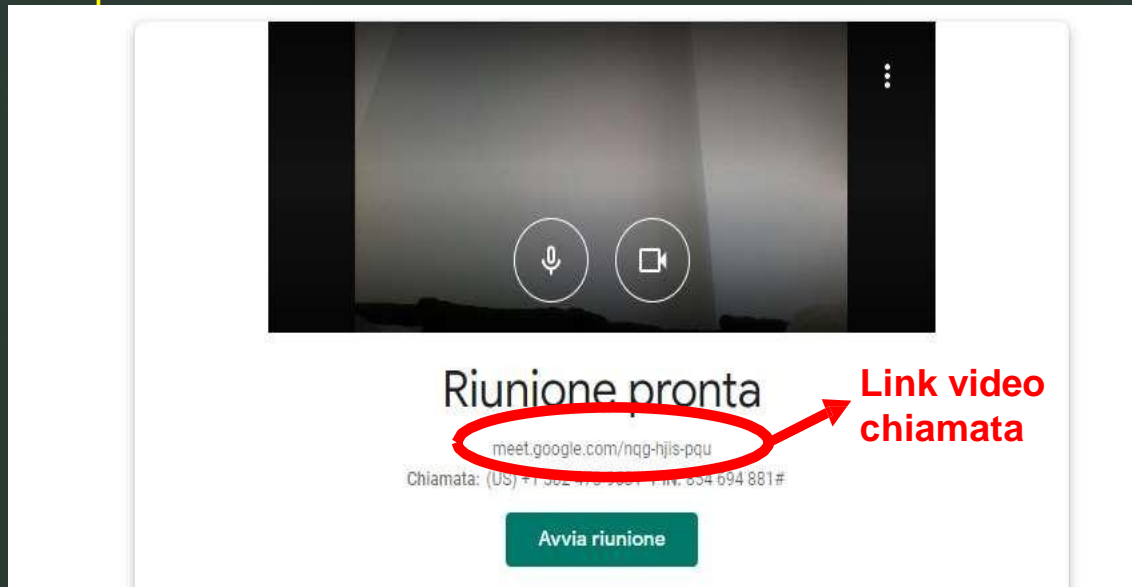 Riunione pronta
Link video
chiamata
meet.google.com/nqg-hjis-pqu
Chiamata: (US) +1 PIN: 854 694 881#
Avvia riunione